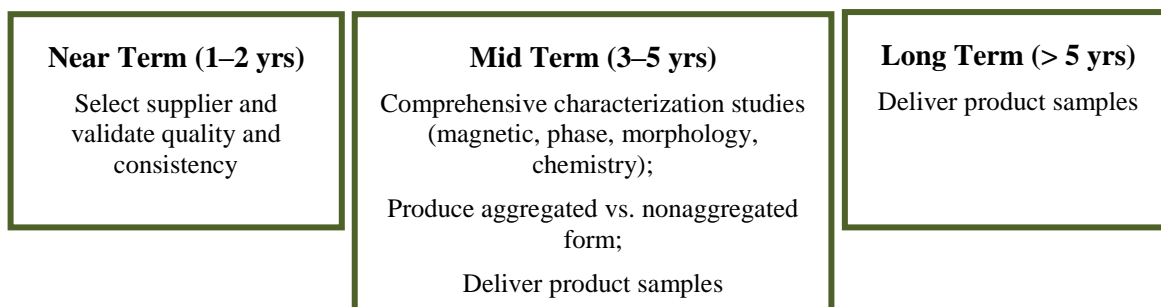 Near Term (1–2 yrs)
Select supplier and
validate quality and
consistency
Mid Term (3–5 yrs)
Comprehensive characterization studies
(magnetic, phase, morphology,
chemistry);
Produce aggregated vs. nonaggregated
form;
Deliver product samples
Long Term (> 5 yrs)
Deliver product samples